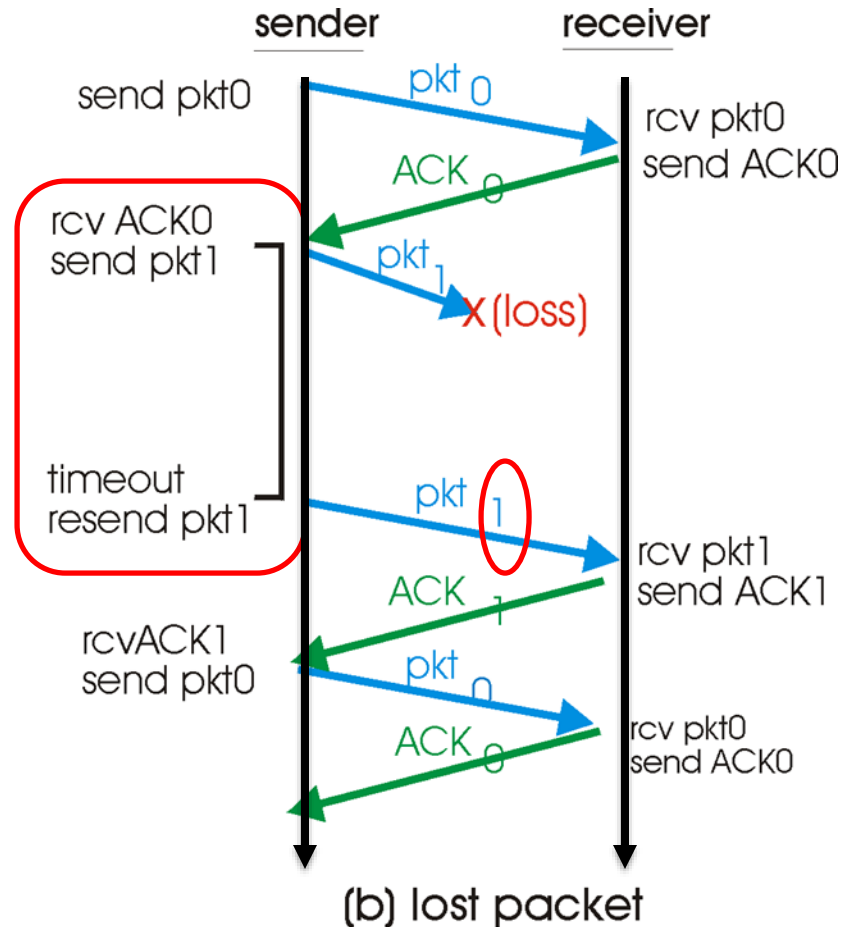 sender
receiver
send pkt0
pkt 0
rcv pkt0
send ACK0
ACK 0
rcv ACK0
send pkt1
pkt 1
X (loss)
timeout
resend pkt1
pkt 1
rcv pkt1
send ACK1
ACK 1
rcvACK1
send pkt0
pkt 0
rcv pkt0
send ACK0
ACK 0
(b) lost packet